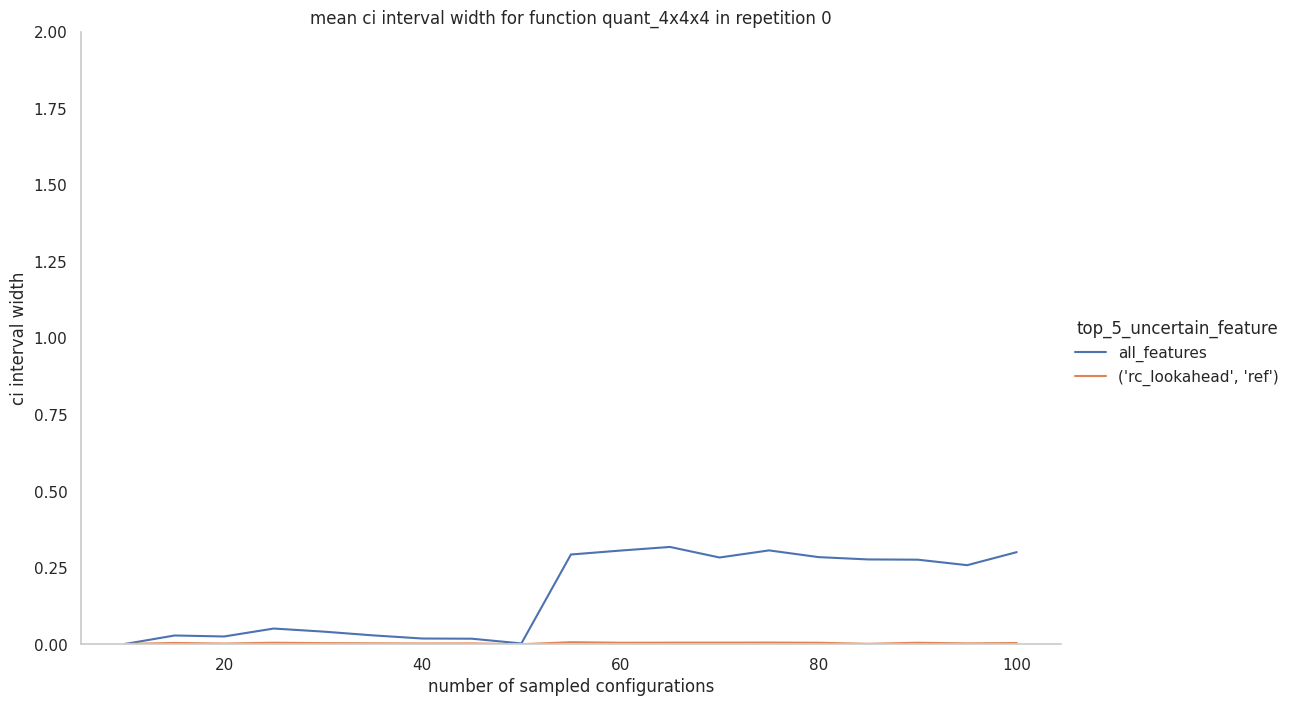 mean ci interval width for function quant_4x4x4 in repetition 0
2.00
1.75
1.50
1.25
1.00
0.75
0.50
0.25
0.00
ci interval width
20
40
60
80
100
number of sampled configurations
top_5_uncertain_feature
all_features
('rc_lookahead', 'ref')